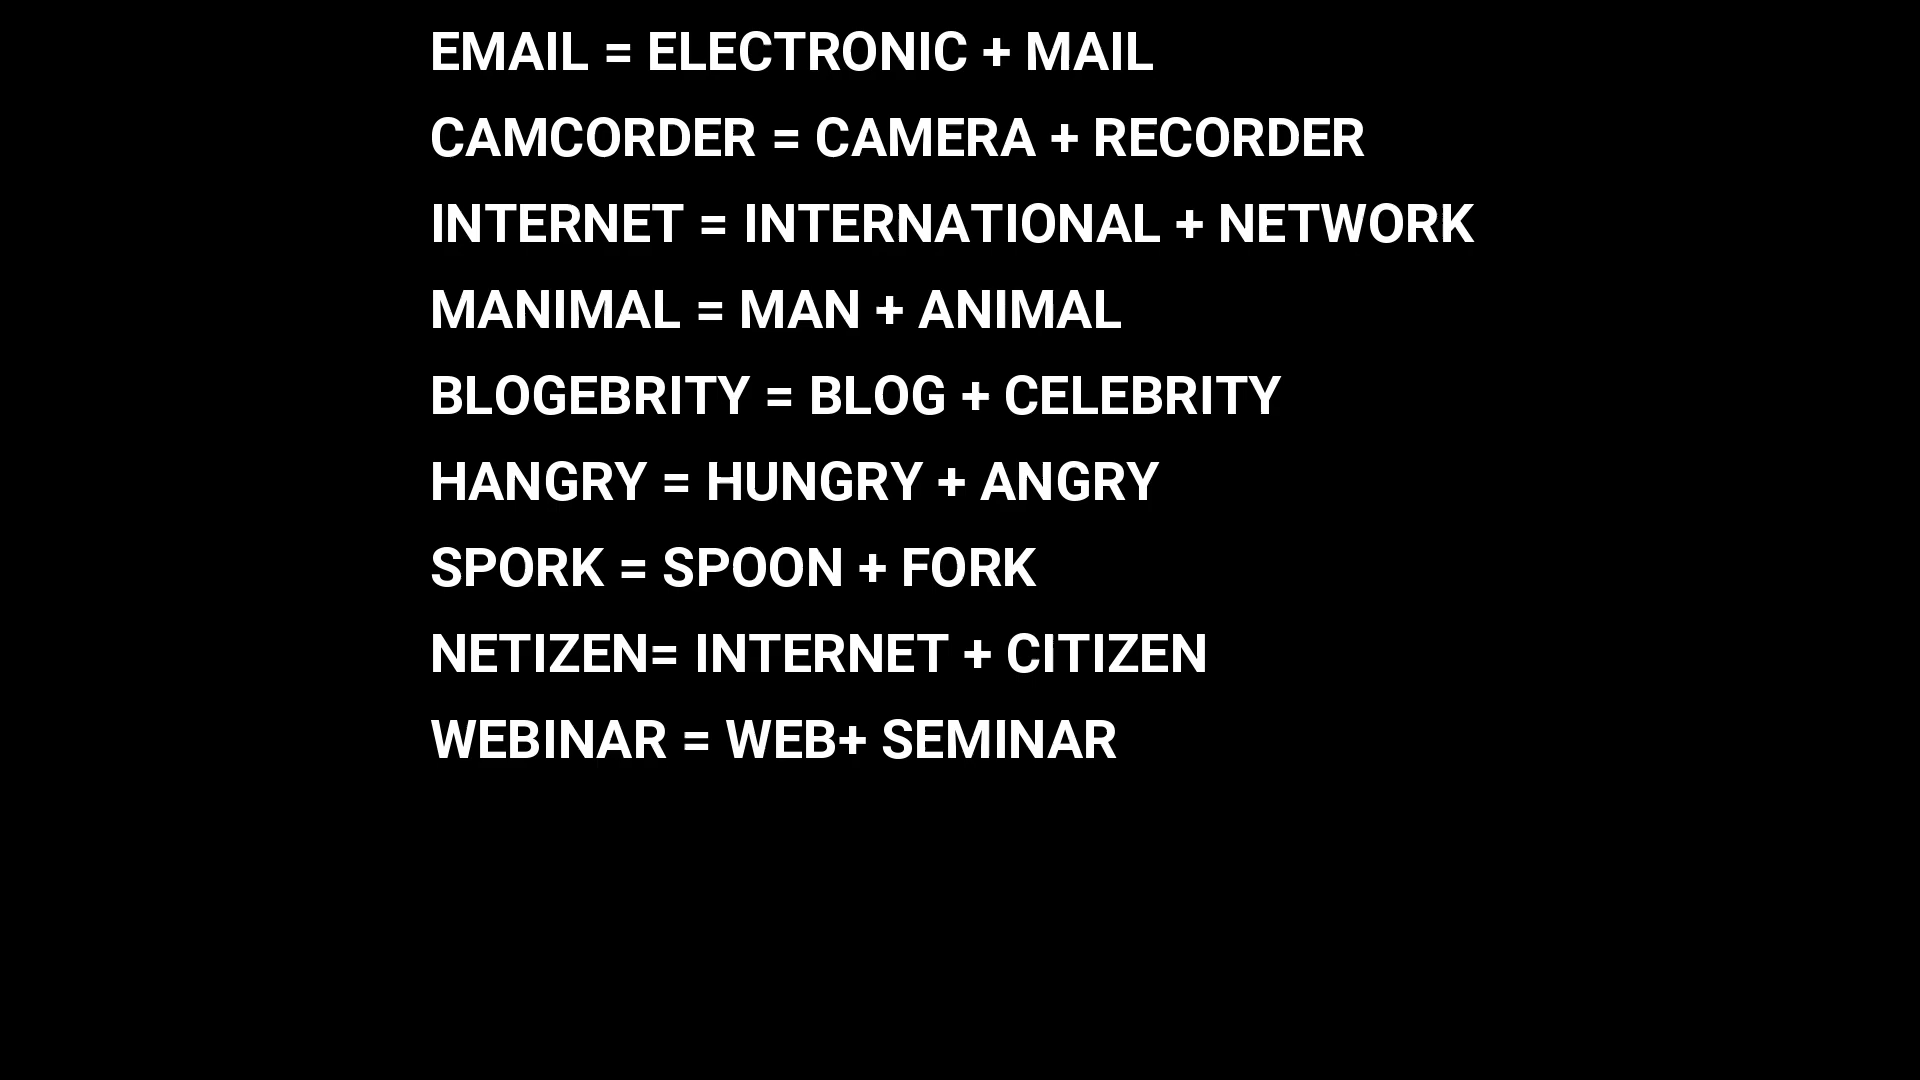 EMAIL = ELECTRONIC + MAIL
CAMCORDER = CAMERA + RECORDER
INTERNET = INTERNATIONAL + NETWORK
MANIMAL = MAN + ANIMAL
BLOGEBRITY = BLOG + CELEBRITY
HANGRY = HUNGRY + ANGRY
SPORK = SPOON + FORK
NETIZEN= INTERNET + CITIZEN
WEBINAR = WEB+ SEMINAR